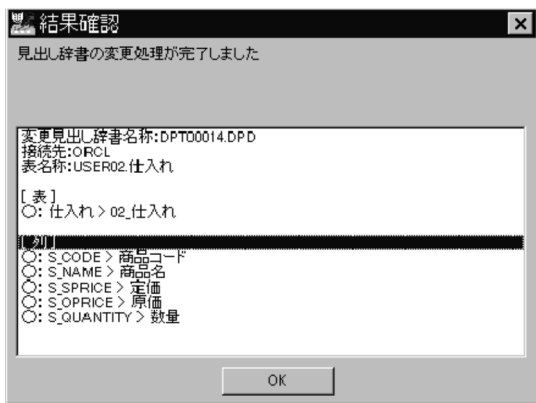 結果確認
見出し辞書の変更処理が完了しました
変更見出し辞書名称:DPT00014.DPD
接続先:ORCL
表名称:USER02.仕入れ
[ 表 ]
○: 仕入れ > 02_仕入れ
[ 列 ]
○: S_CODE > 商品コード
○: S_NAME > 商品名
○: S_SPRICE > 定価
○: S_OPRICE > 原価
○: S_QUANTITY > 数量
OK